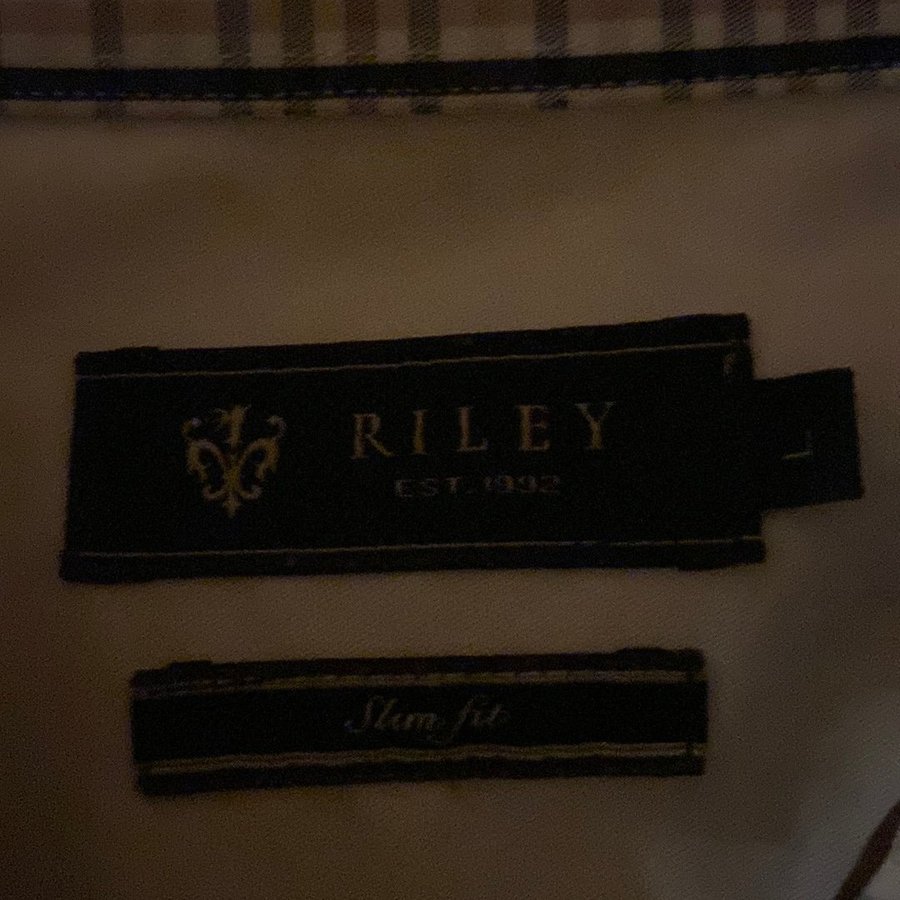 RILEY
EST. 1992
L
Slim fit